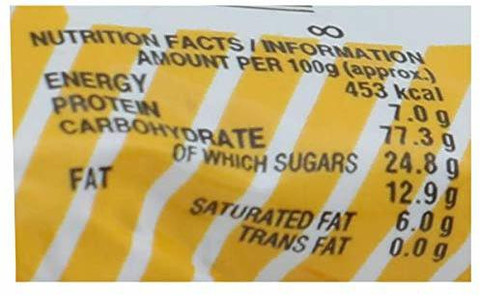 8
NUTRITION FACTS / INFORMATION
AMOUNT PER 100g (approx.)
ENERGY 453 kcal
PROTEIN 7.0 g
CARBOHYDRATE 77.3 g
OF WHICH SUGARS 24.8 g
FAT 12.9 g
SATURATED FAT 6.0 g
TRANS FAT 0.0 g